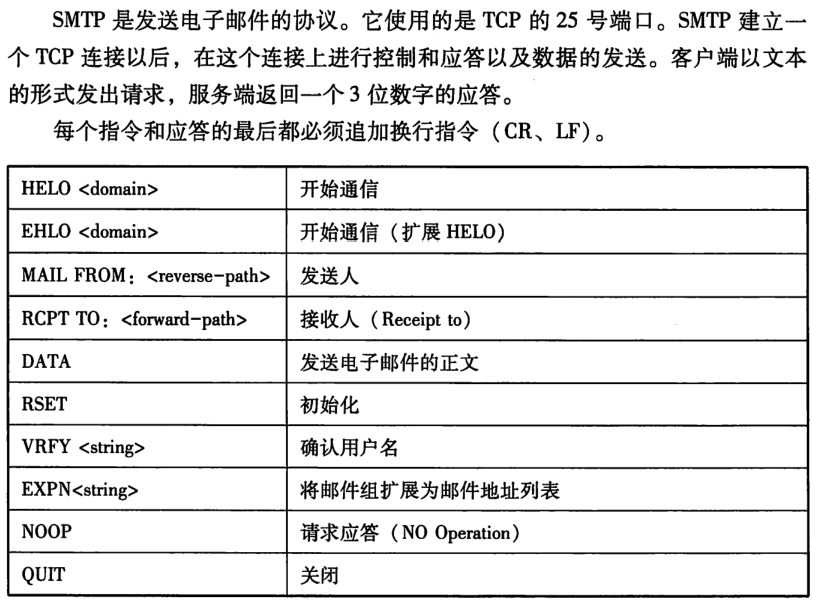 SMTP 是发送电子邮件的协议。它使用的是 TCP 的 25 号端口。SMTP 建立一
个 TCP 连接以后，在这个连接上进行控制和应答以及数据的发送。客户端以文本
的形式发出请求，服务端返回一个 3 位数字的应答。
每个指令和应答的最后都必须追加换行指令（CR、LF）。
HELO <domain> 开始通信
EHLO <domain> 开始通信（扩展 HELO）
MAIL FROM：<reverse-path> 发送人
RCPT TO：<forward-path> 接收人（Receipt to）
DATA 发送电子邮件的正文
RSET 初始化
VRFY <string> 确认用户名
EXPN<string> 将邮件组扩展为邮件地址列表
NOOP 请求应答（NO Operation）
QUIT 关闭